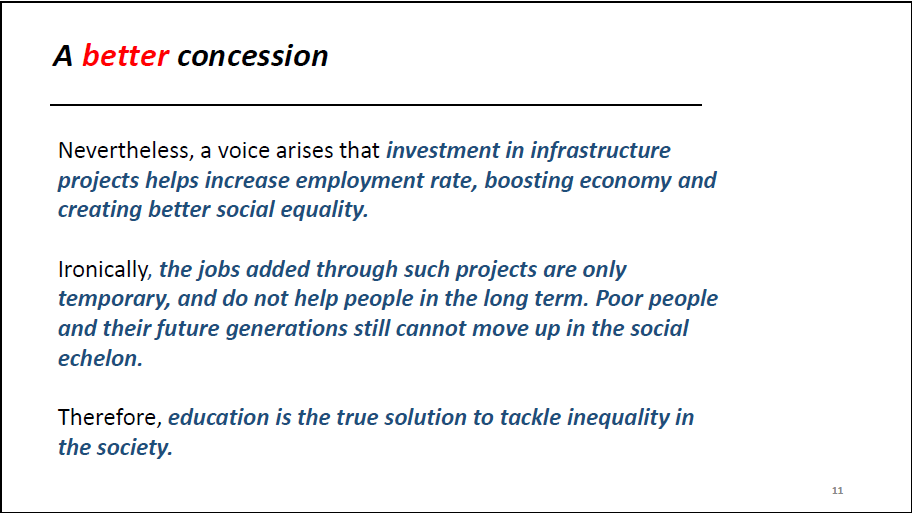 A better concession
Nevertheless, a voice arises that investment in infrastructure
projects helps increase employment rate, boosting economy and
creating better social equality.
Ironically, the jobs added through such projects are only
temporary, and do not help people in the long term. Poor people
and their future generations still cannot move up in the social
echelon.
Therefore, education is the true solution to tackle inequality in
the society.
11